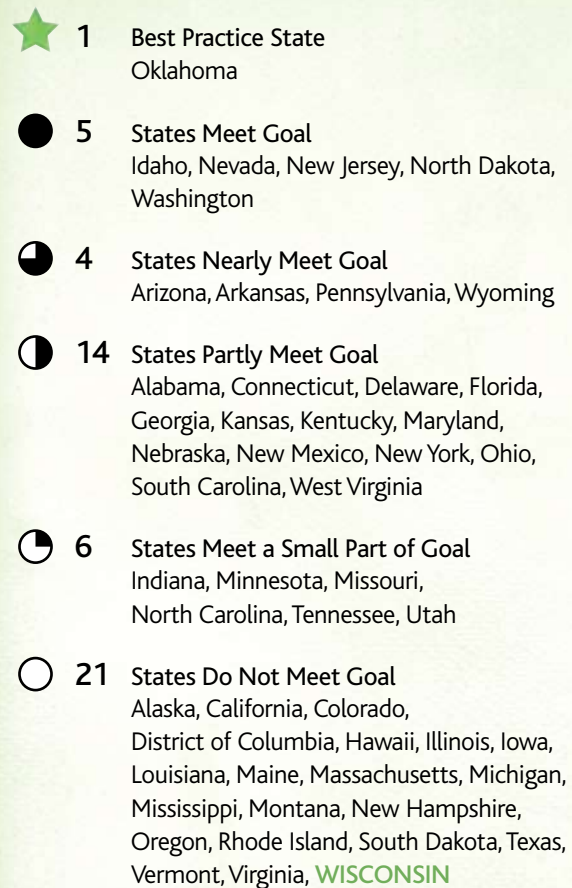 1 Best Practice State
Oklahoma
5 States Meet Goal
Idaho, Nevada, New Jersey, North Dakota,
Washington
4 States Nearly Meet Goal
Arizona, Arkansas, Pennsylvania, Wyoming
14 States Partly Meet Goal
Alabama, Connecticut, Delaware, Florida,
Georgia, Kansas, Kentucky, Maryland,
Nebraska, New Mexico, New York, Ohio,
South Carolina, West Virginia
6 States Meet a Small Part of Goal
Indiana, Minnesota, Missouri,
North Carolina, Tennessee, Utah
21 States Do Not Meet Goal
Alaska, California, Colorado,
District of Columbia, Hawaii, Illinois, Iowa,
Louisiana, Maine, Massachusetts, Michigan,
Mississippi, Montana, New Hampshire,
Oregon, Rhode Island, South Dakota, Texas,
Vermont, Virginia, WISCONSIN